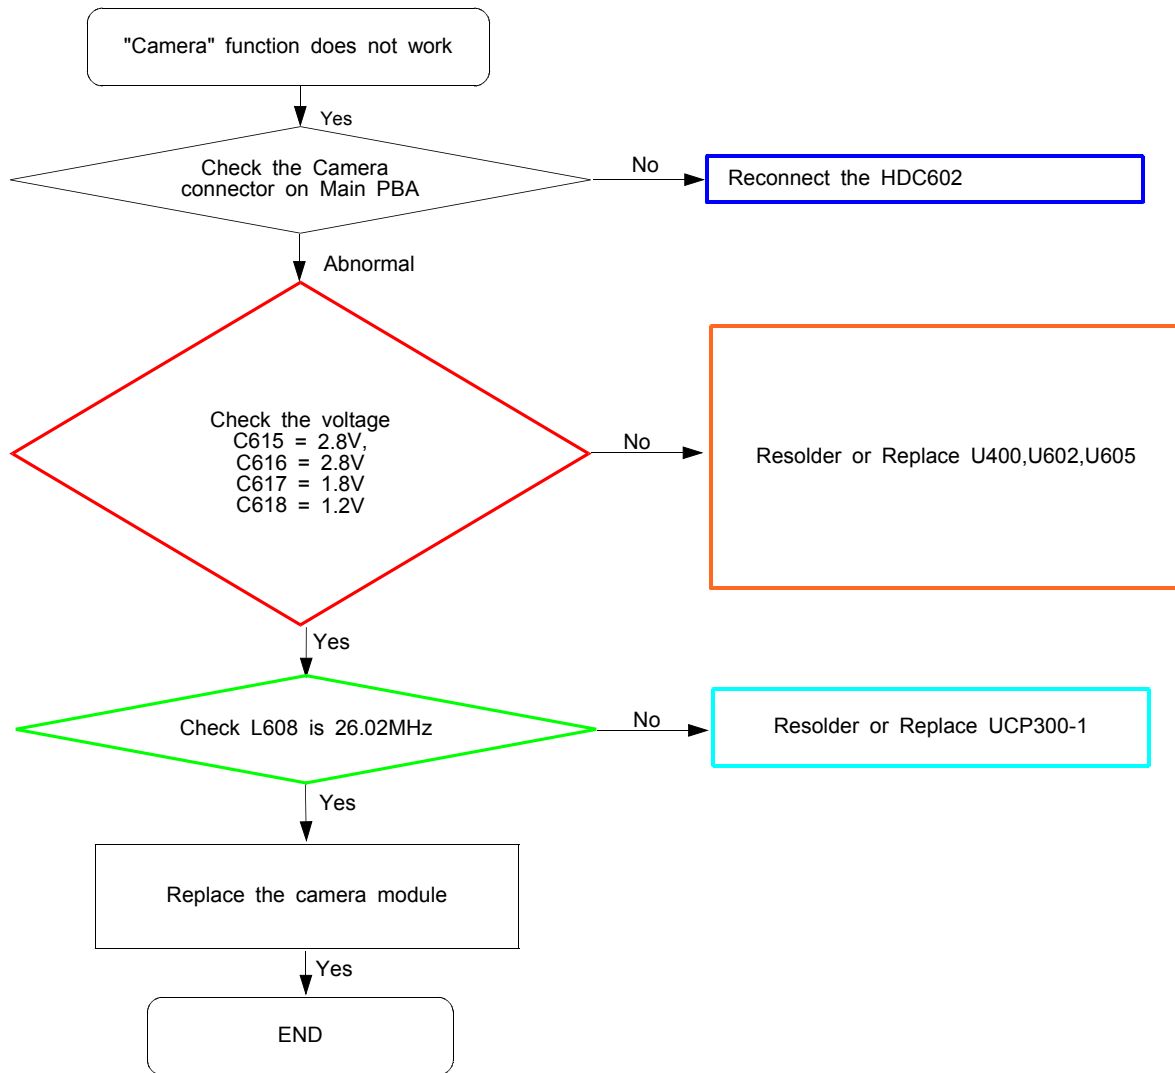 "Camera" function does not work
Yes
Check the Camera
connector on Main PBA
No
Reconnect the HDC602
Abnormal
Check the voltage
C615 = 2.8V,
C616 = 2.8V
C617 = 1.8V
C618 = 1.2V
No
Resolder or Replace U400,U602,U605
Yes
Check L608 is 26.02MHz
No
Resolder or Replace UCP300-1
Yes
Replace the camera module
Yes
END